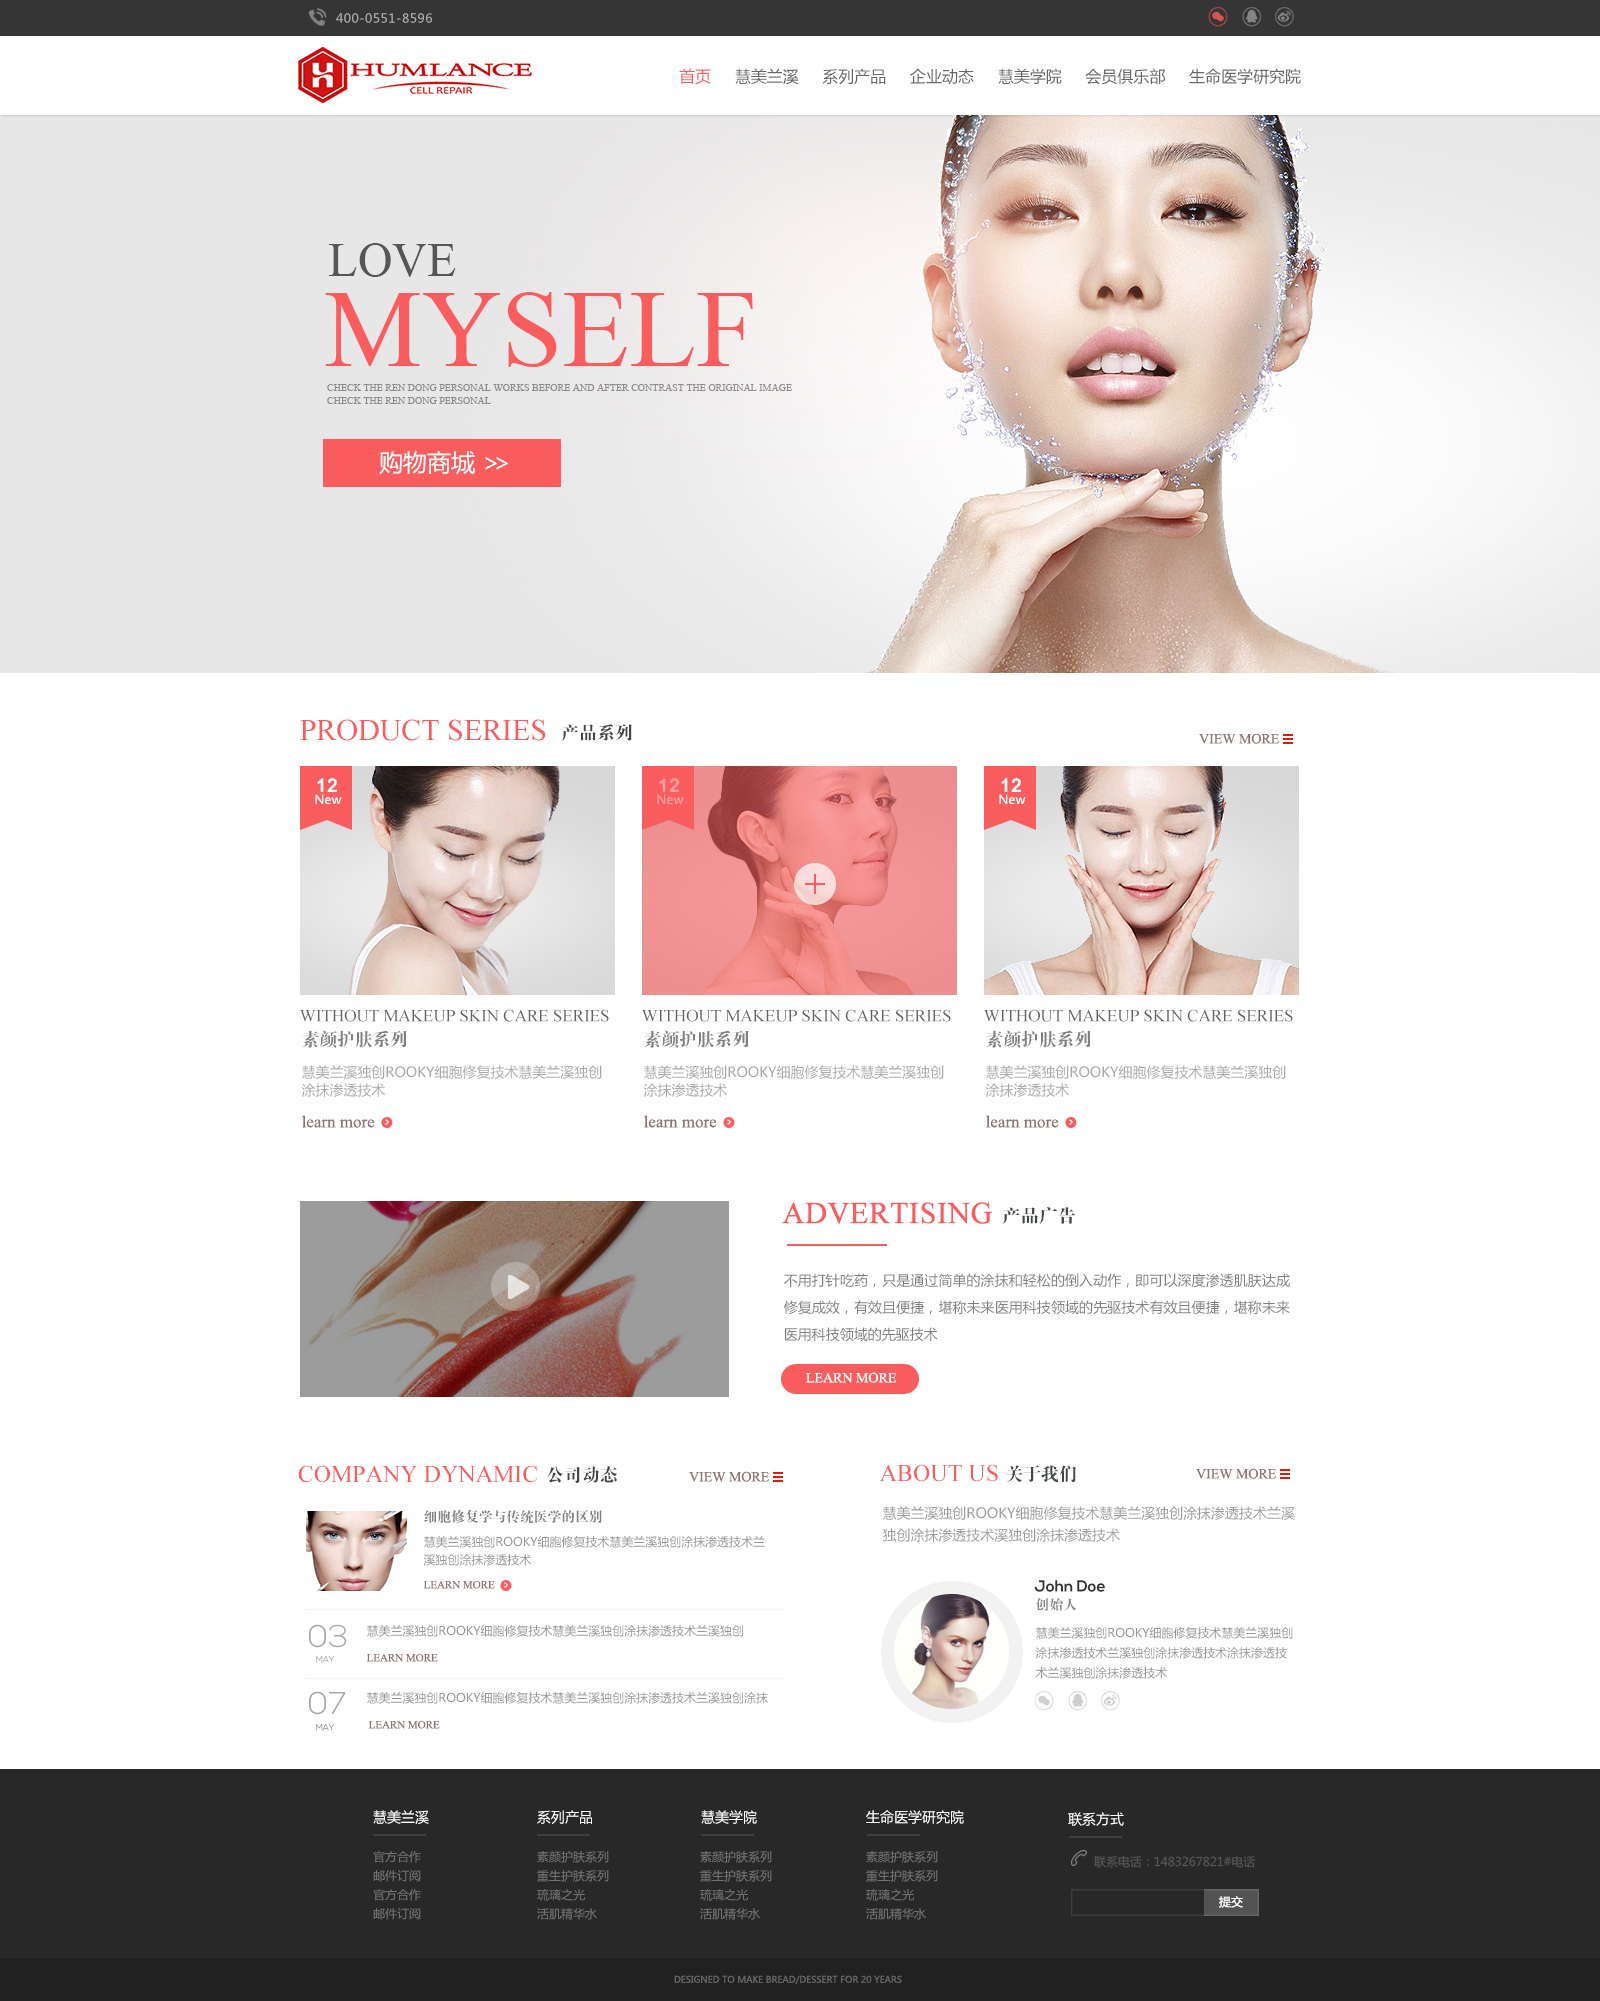 400-0551-8596
HUMLANCE
CELL REPAIR
首页 慧美兰溪 系列产品 企业动态 慧美学院 会员俱乐部 生命医学研究院
LOVE
MYSELF
CHECK THE REN DONG PERSONAL WORKS BEFORE AND AFTER CONTRAST THE ORIGINAL IMAGE
CHECK THE REN DONG PERSONAL
购物商城 >>
PRODUCT SERIES 产品系列
VIEW MORE
12
New
12
New
12
New
WITHOUT MAKEUP SKIN CARE SERIES
素颜护肤系列
慧美兰溪独创ROOKY细胞修复技术慧美兰溪独创
涂抹渗透技术
learn more
WITHOUT MAKEUP SKIN CARE SERIES
素颜护肤系列
慧美兰溪独创ROOKY细胞修复技术慧美兰溪独创
涂抹渗透技术
learn more
WITHOUT MAKEUP SKIN CARE SERIES
素颜护肤系列
慧美兰溪独创ROOKY细胞修复技术慧美兰溪独创
涂抹渗透技术
learn more
ADVERTISING 产品广告
不用打针吃药，只是通过简单的涂抹和轻松的倒入动作，即可以深度渗透肌肤达成
修复成效，有效且便捷，堪称未来医用科技领域的先驱技术有效且便捷，堪称未来
医用科技领域的先驱技术
LEARN MORE
COMPANY DYNAMIC 公司动态
VIEW MORE
细胞修复学与传统医学的区别
慧美兰溪独创ROOKY细胞修复技术慧美兰溪独创涂抹渗透技术兰
溪独创涂抹渗透技术
LEARN MORE
03
MAY
慧美兰溪独创ROOKY细胞修复技术慧美兰溪独创涂抹渗透技术兰溪独创
LEARN MORE
07
MAY
慧美兰溪独创ROOKY细胞修复技术慧美兰溪独创涂抹渗透技术兰溪独创涂抹
LEARN MORE
ABOUT US 关于我们
VIEW MORE
慧美兰溪独创ROOKY细胞修复技术慧美兰溪独创涂抹渗透技术兰溪
独创涂抹渗透技术溪独创涂抹渗透技术
John Doe
创始人
慧美兰溪独创ROOKY细胞修复技术慧美兰溪独创
涂抹渗透技术兰溪独创涂抹渗透技术涂抹渗透技
术兰溪独创涂抹渗透技术
慧美兰溪
官方合作
邮件订阅
官方合作
邮件订阅
系列产品
素颜护肤系列
重生护肤系列
琉璃之光
活肌精华水
慧美学院
素颜护肤系列
重生护肤系列
琉璃之光
活肌精华水
生命医学研究院
素颜护肤系列
重生护肤系列
琉璃之光
活肌精华水
联系方式
联系电话：1483267821#电话
提交
DESIGNED TO MAKE BREAD/DESSERT FOR 20 YEARS